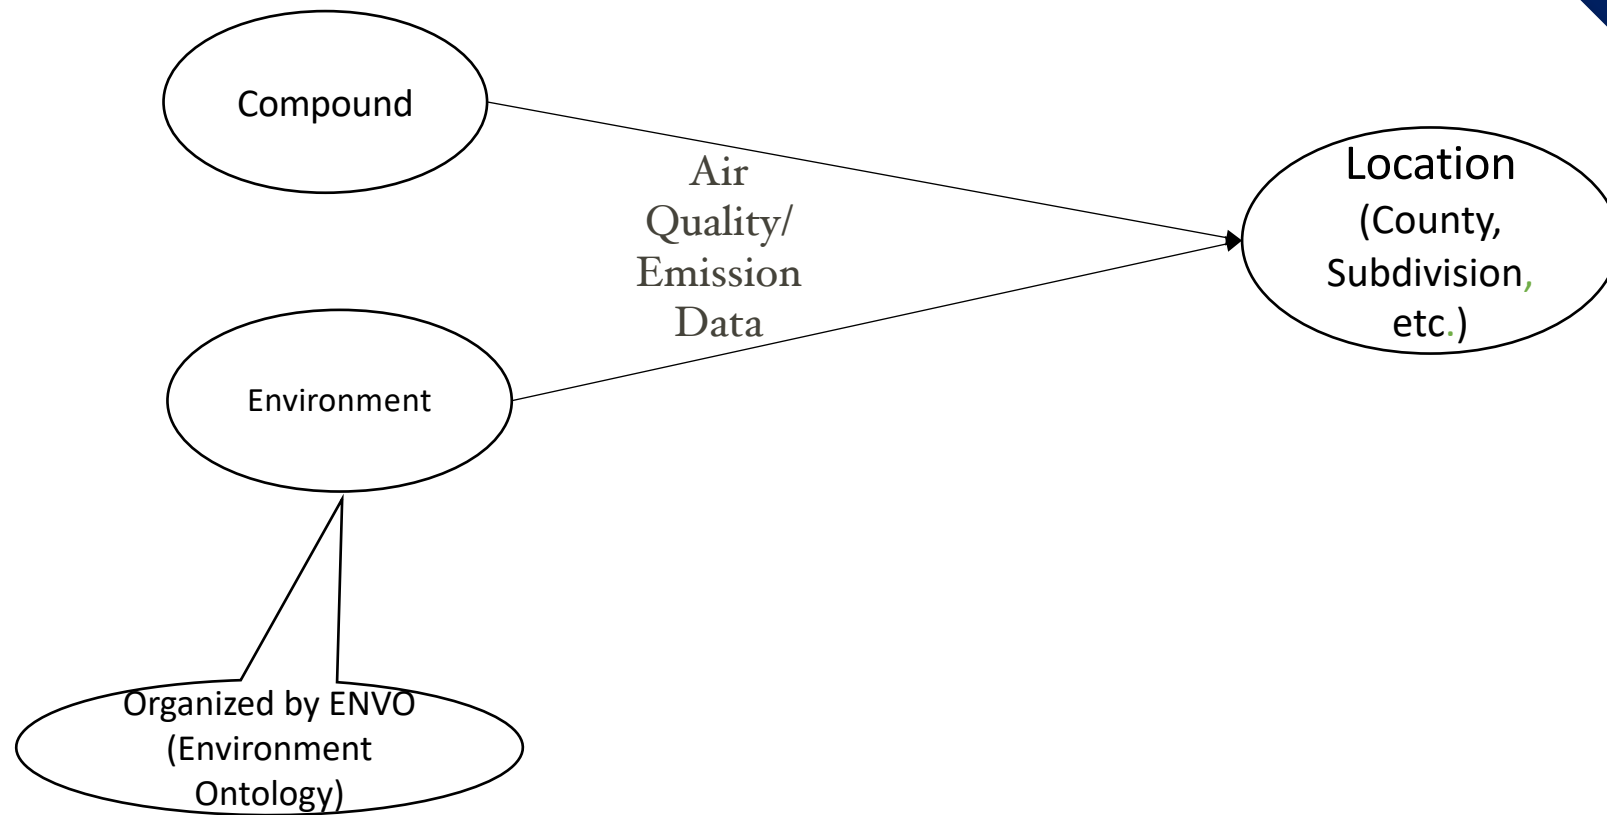 Compound
Air
Quality/
Emission
Data
Location
(County,
Subdivision,
etc.)
Environment
Organized by ENVO
(Environment
Ontology)